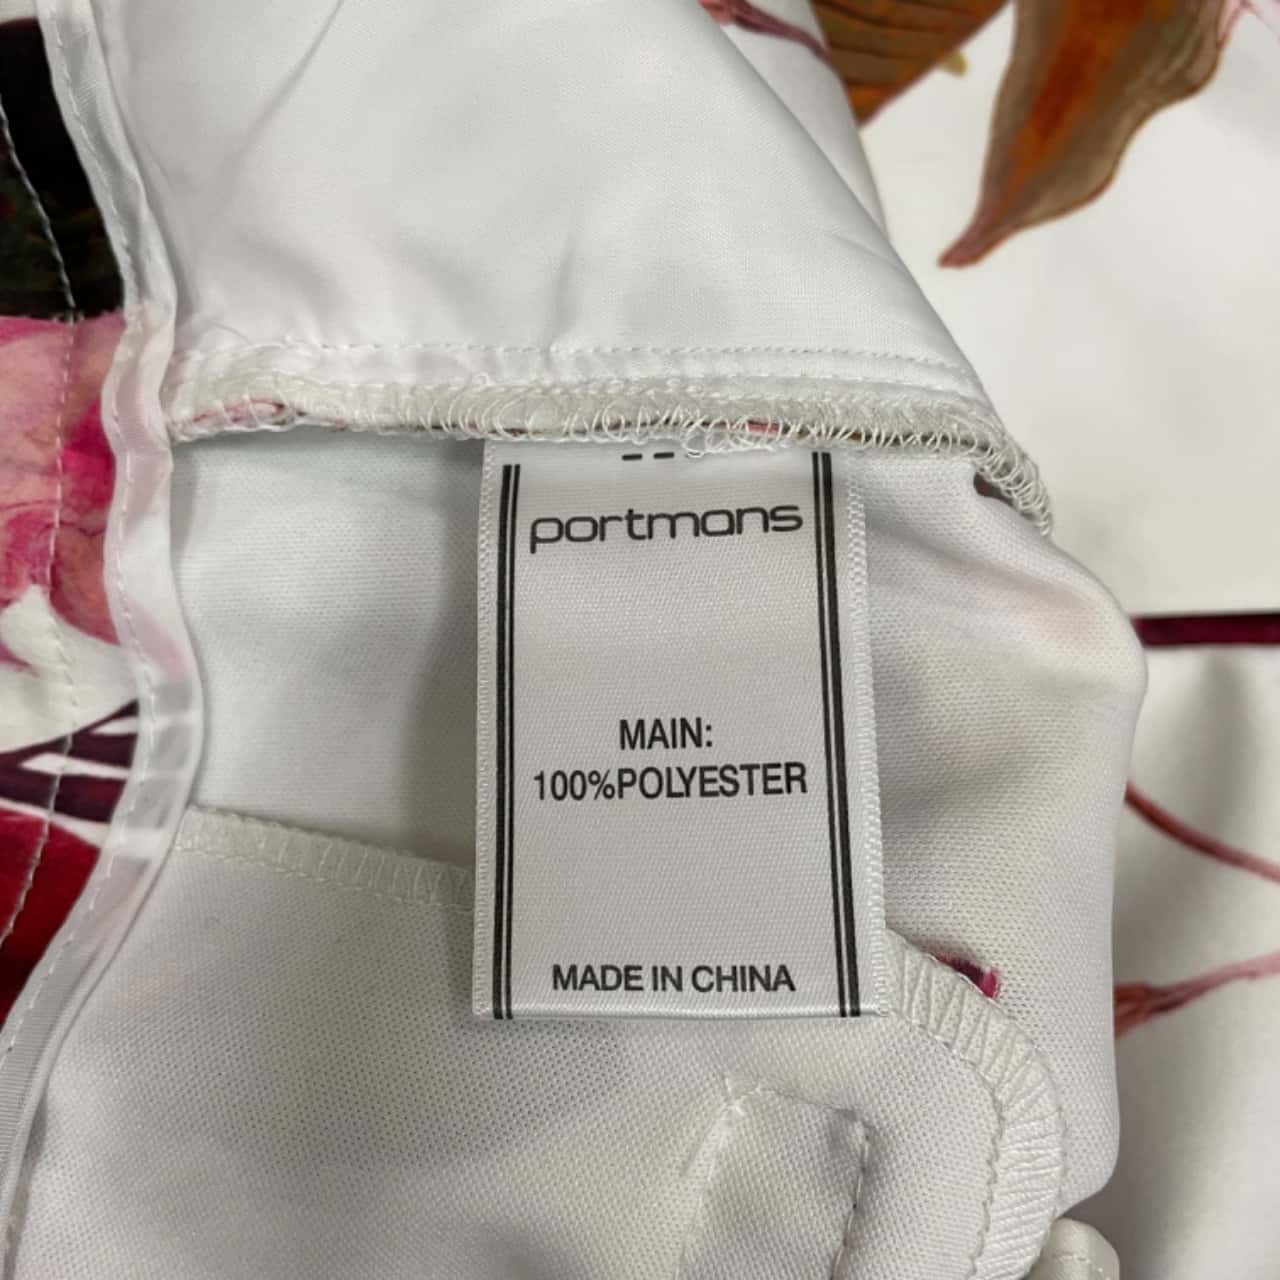 portmans
MAIN:
100%POLYESTER
MADE IN CHINA